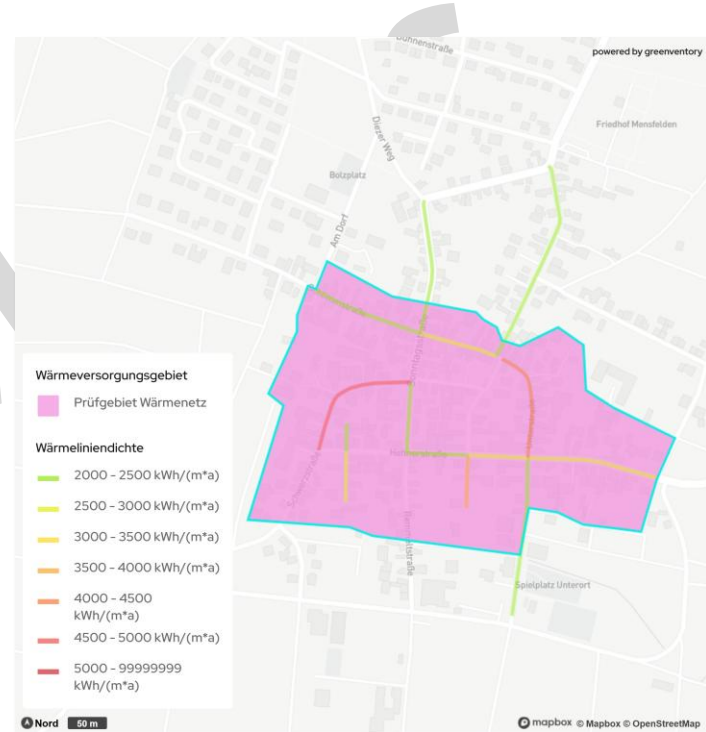 Bühnenstraße
powered by greenventory
Friedhof Mensfelden
Diezer Weg
Bolzplatz
Am Dorf
Wärmeversorgungsgebiet
Prüfgebiet Wärmenetz
Wärmeliniendichte
2000 - 2500 kWh/(m*a)
2500 - 3000 kWh/(m*a)
3000 - 3500 kWh/(m*a)
3500 - 4000 kWh/(m*a)
4000 - 4500
kWh/(m*a)
4500 - 5000 kWh/(m*a)
5000 - 99999999
kWh/(m*a)
Spielplatz Unterort
Nord 50 m
mapbox © Mapbox © OpenStreetMap